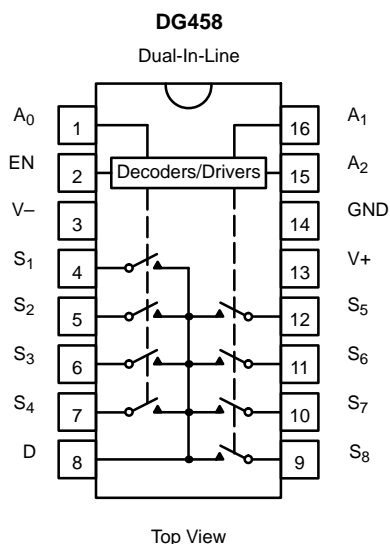 DG458
Dual-In-Line
A0 1 16 A1
EN 2 Decoders/Drivers 15 A2
V– 3 14 GND
S1 4 13 V+
S2 5 12 S5
S3 6 11 S6
S4 7 10 S7
D 8 9 S8
Top View